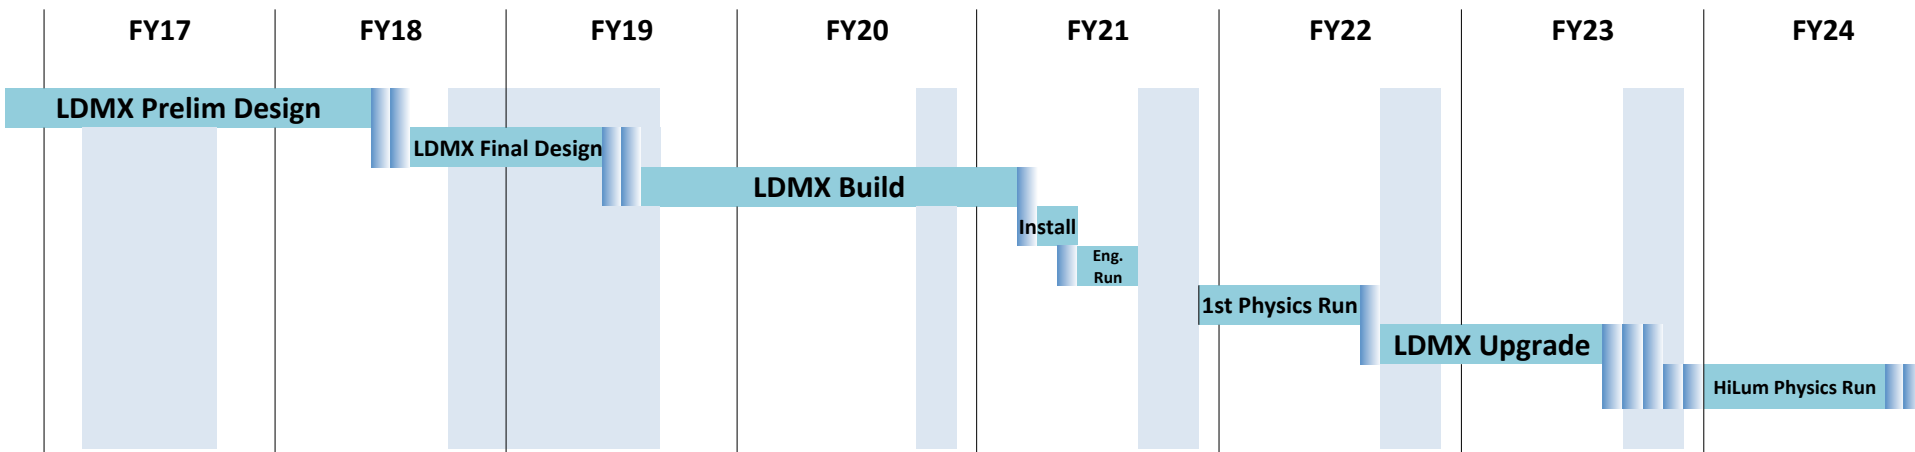 FY17 FY18 FY19 FY20 FY21 FY22 FY23 FY24
LDMX Prelim Design
LDMX Final Design
LDMX Build
Install
Eng.
Run
1st Physics Run
LDMX Upgrade
HiLum Physics Run